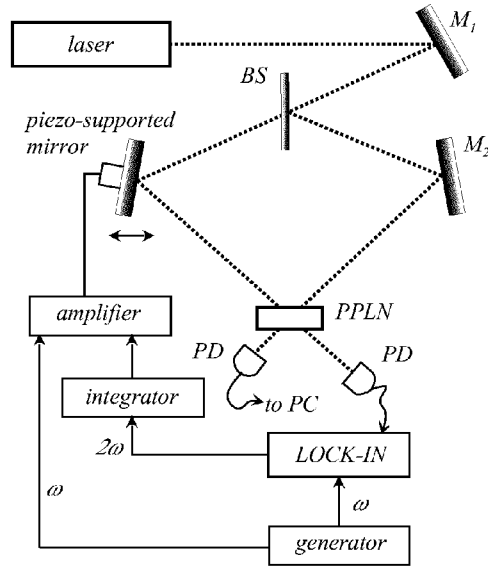 laser
M1
BS
piezo-supported
mirror
M2
amplifier
PPLN
PD
PD
integrator
to PC
2ω
LOCK-IN
ω
ω
generator